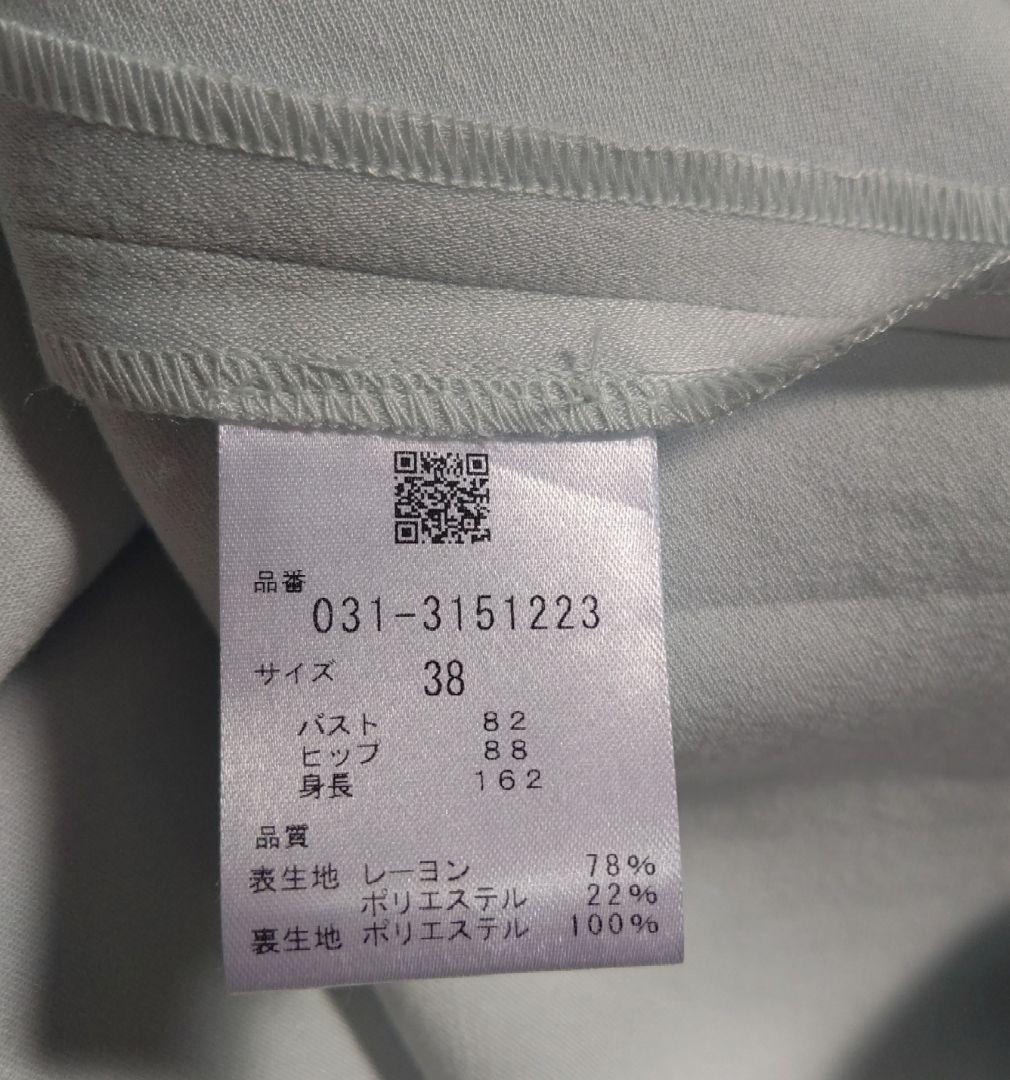 品番
031-3151223
サイズ 38
バスト 82
ヒップ 88
身長 162
品質
表生地 レーヨン 78%
ポリエステル 22%
裏生地 ポリエステル 100%